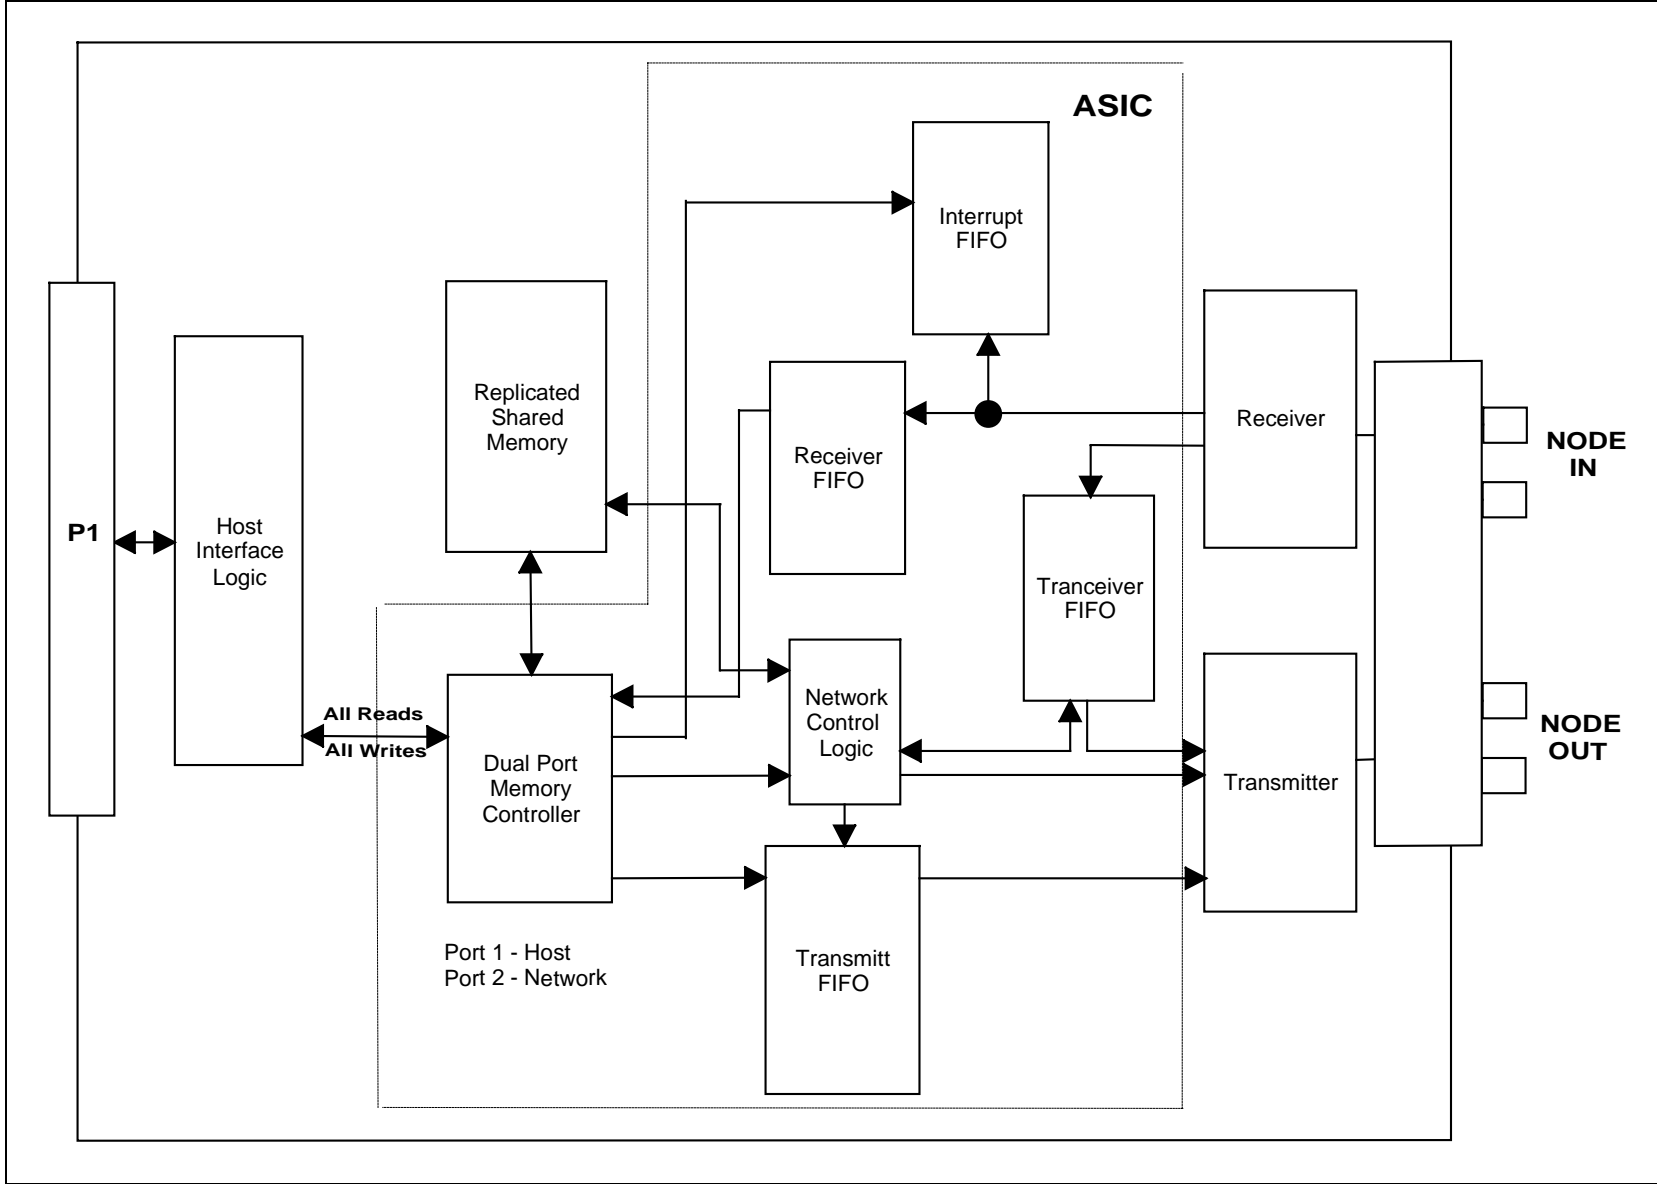 ASIC
Interrupt
FIFO
Replicated
Shared
Memory
Receiver
FIFO
Receiver
NODE
IN
P1
Host
Interface
Logic
Tranceiver
FIFO
All Reads
All Writes
Dual Port
Memory
Controller
Network
Control
Logic
Transmitter
NODE
OUT
Port 1 - Host
Port 2 - Network
Transmitt
FIFO